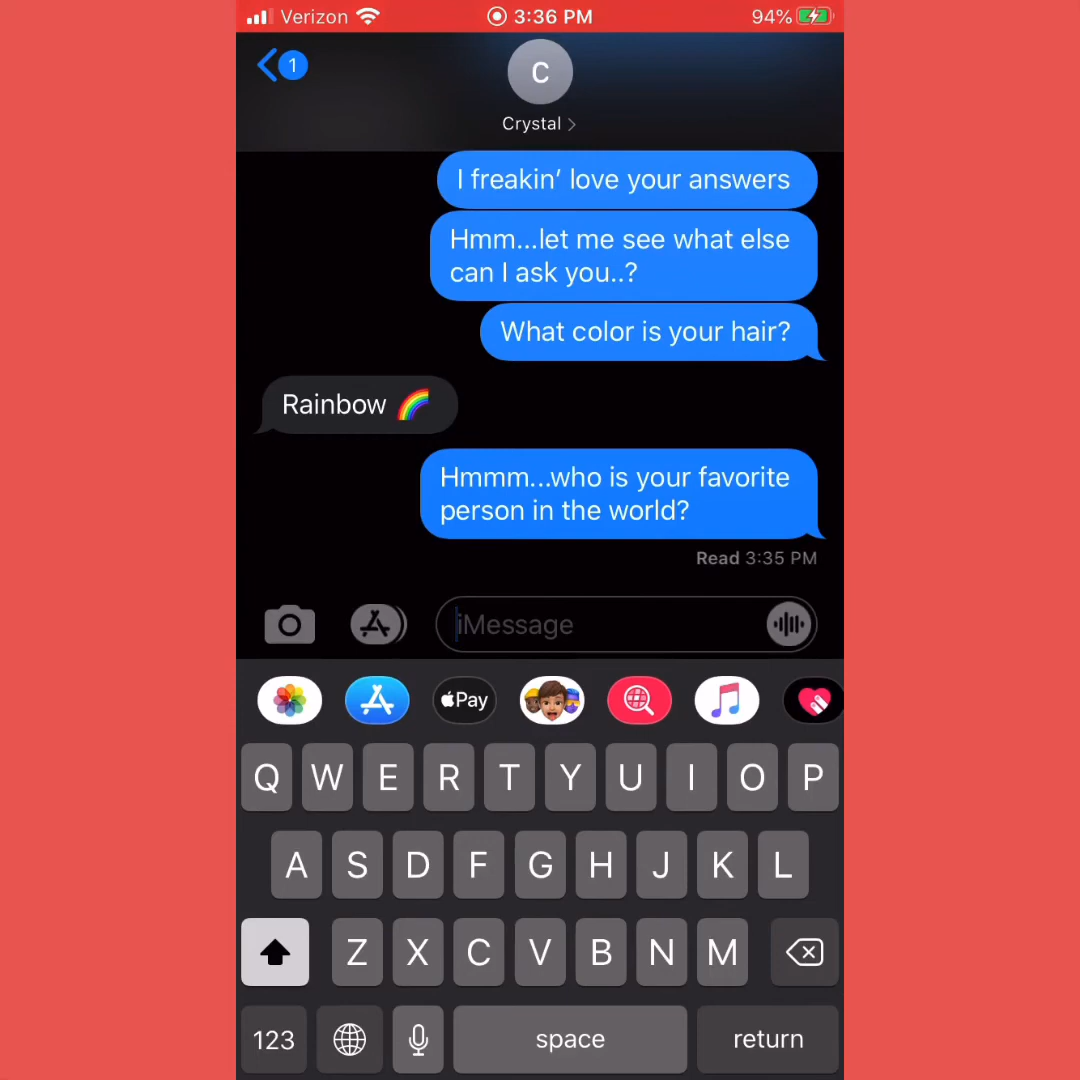 Verizon 3:36 PM 94%
1
C
Crystal
I freakin’ love your answers
Hmm...let me see what else
can I ask you..?
What color is your hair?
Rainbow 🌈
Hmmm...who is your favorite
person in the world?
Read 3:35 PM
iMessage
Pay
Q W E R T Y U I O P
A S D F G H J K L
Z X C V B N M
123 space return